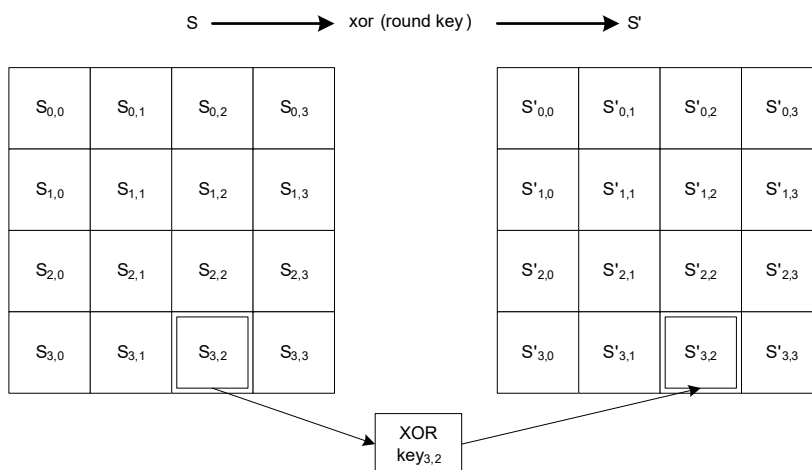 S xor (round key) S'
S0,0 S0,1 S0,2 S0,3 S'0,0 S'0,1 S'0,2 S'0,3
S1,0 S1,1 S1,2 S1,3 S'1,0 S'1,1 S'1,2 S'1,3
S2,0 S2,1 S2,2 S2,3 S'2,0 S'2,1 S'2,2 S'2,3
S3,0 S3,1 S3,2 S3,3 S'3,0 S'3,1 S'3,2 S'3,3
XOR
key3,2